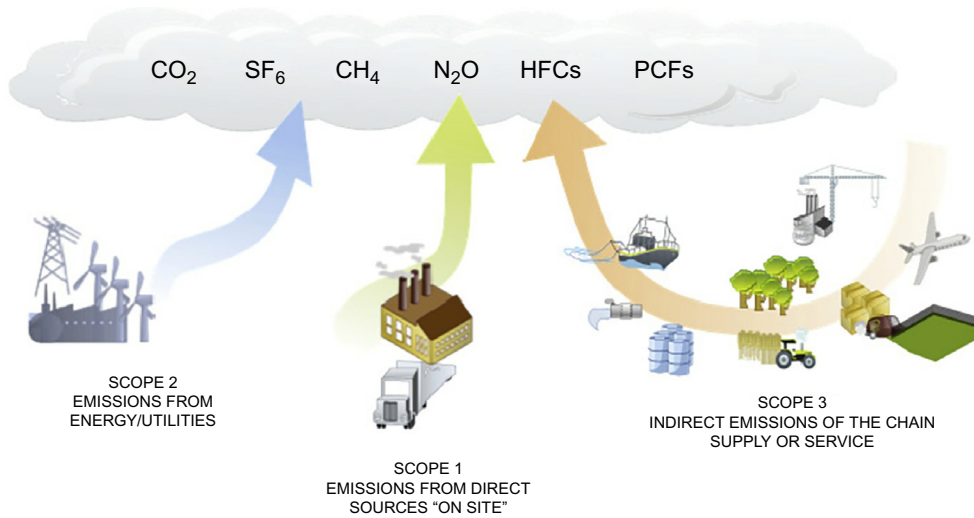 CO₂ SF₆ CH₄ N₂O HFCs PCFs
SCOPE 2
EMISSIONS FROM
ENERGY/UTILITIES
SCOPE 1
EMISSIONS FROM DIRECT
SOURCES “ON SITE”
SCOPE 3
INDIRECT EMISSIONS OF THE CHAIN
SUPPLY OR SERVICE